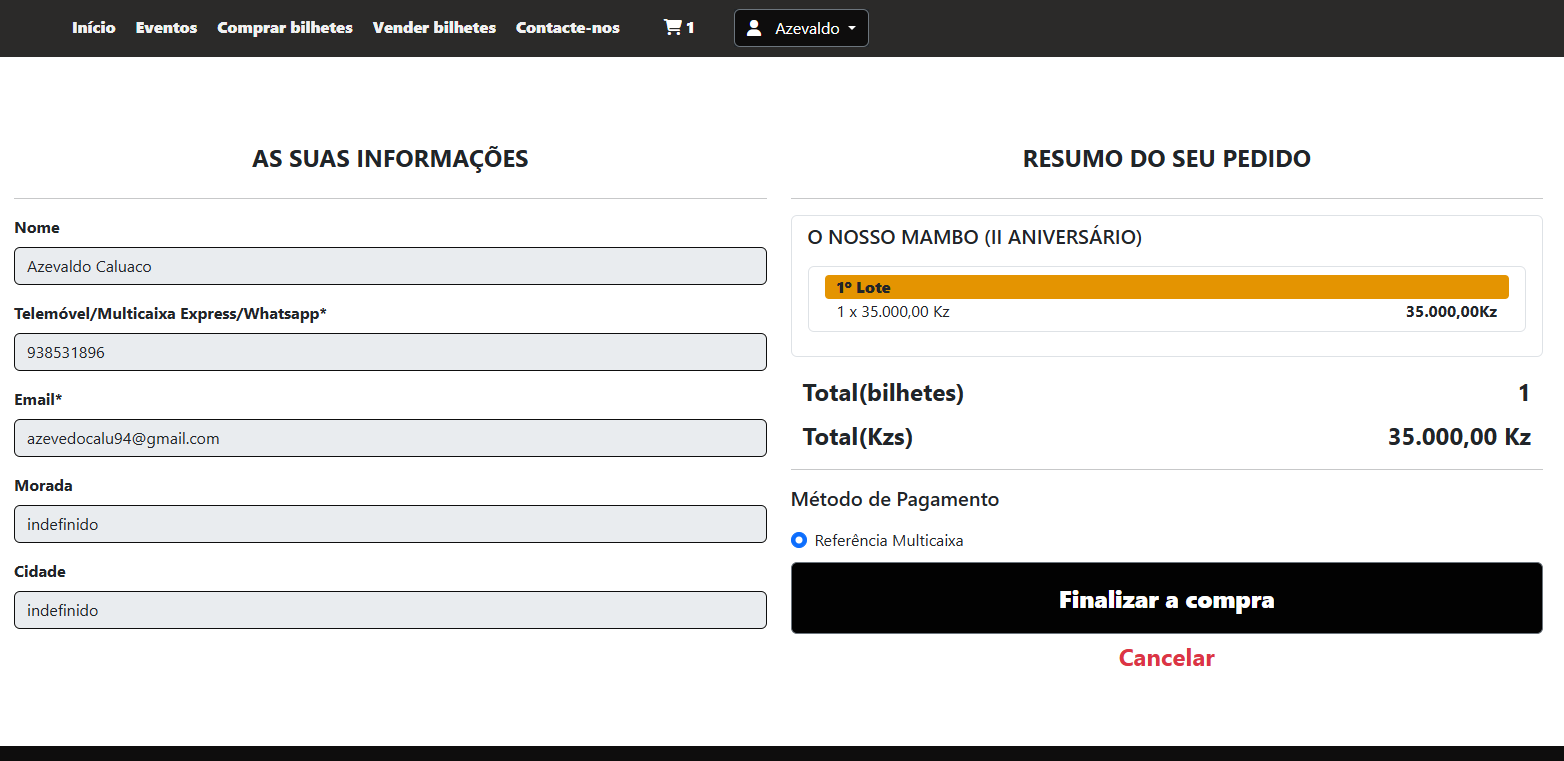 Início Eventos Comprar bilhetes Vender bilhetes Contacte-nos 1 Azevaldo
AS SUAS INFORMAÇÕES
Nome
Azevaldo Caluaco
Telemóvel/Multicaixa Express/Whatsapp*
938531896
Email*
azevedocalu94@gmail.com
Morada
indefinido
Cidade
indefinido
RESUMO DO SEU PEDIDO
O NOSSO MAMBO (II ANIVERSÁRIO)
1º Lote
1 x 35.000,00 Kz 35.000,00Kz
Total(bilhetes) 1
Total(Kzs) 35.000,00 Kz
Método de Pagamento
Referência Multicaixa
Finalizar a compra
Cancelar